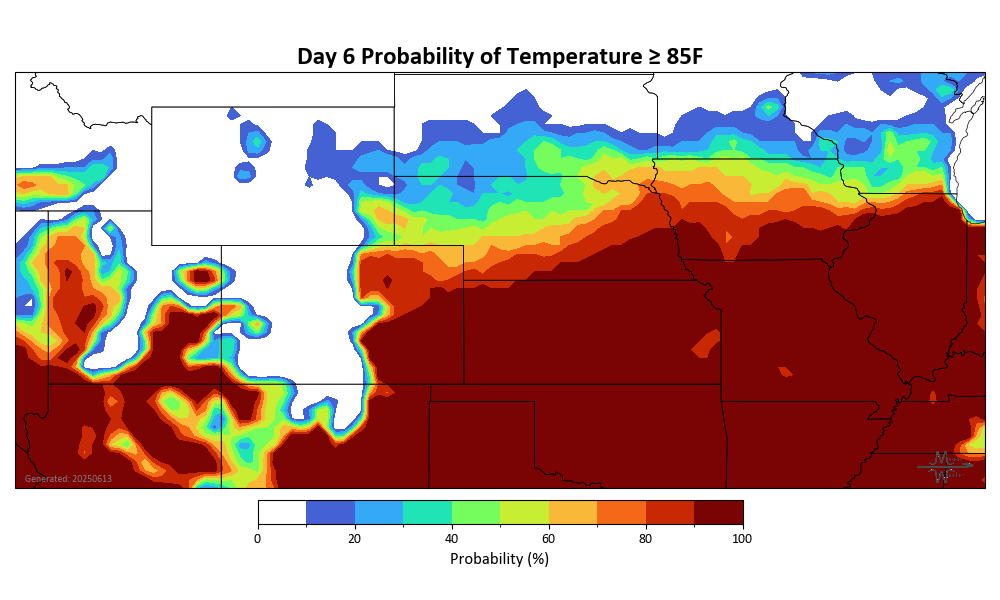 Day 6 Probability of Temperature ≥ 85F
Generated: 20250613
0 20 40 60 80 100
Probability (%)